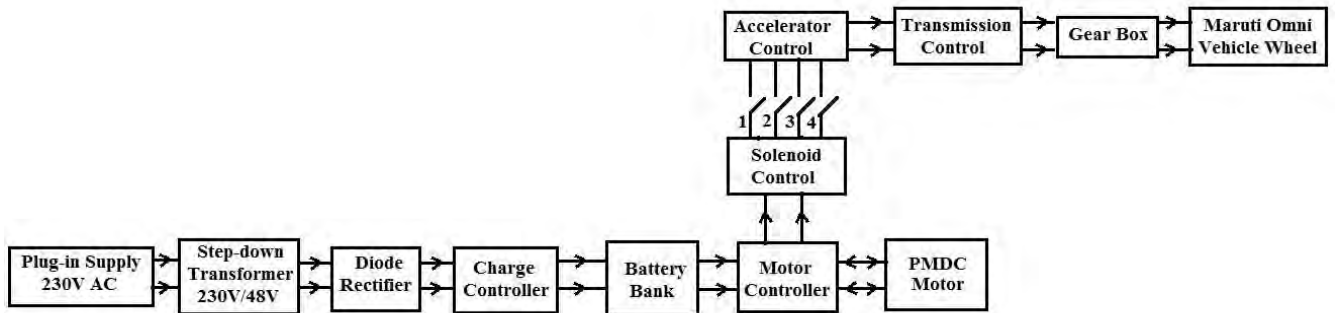 Accelerator
Control
Transmission
Control
Gear Box
Maruti Omni
Vehicle Wheel
1 2 3 4
Solenoid
Control
Plug-in Supply
230V AC
Step-down
Transformer
230V/48V
Diode
Rectifier
Charge
Controller
Battery
Bank
Motor
Controller
PMDC
Motor